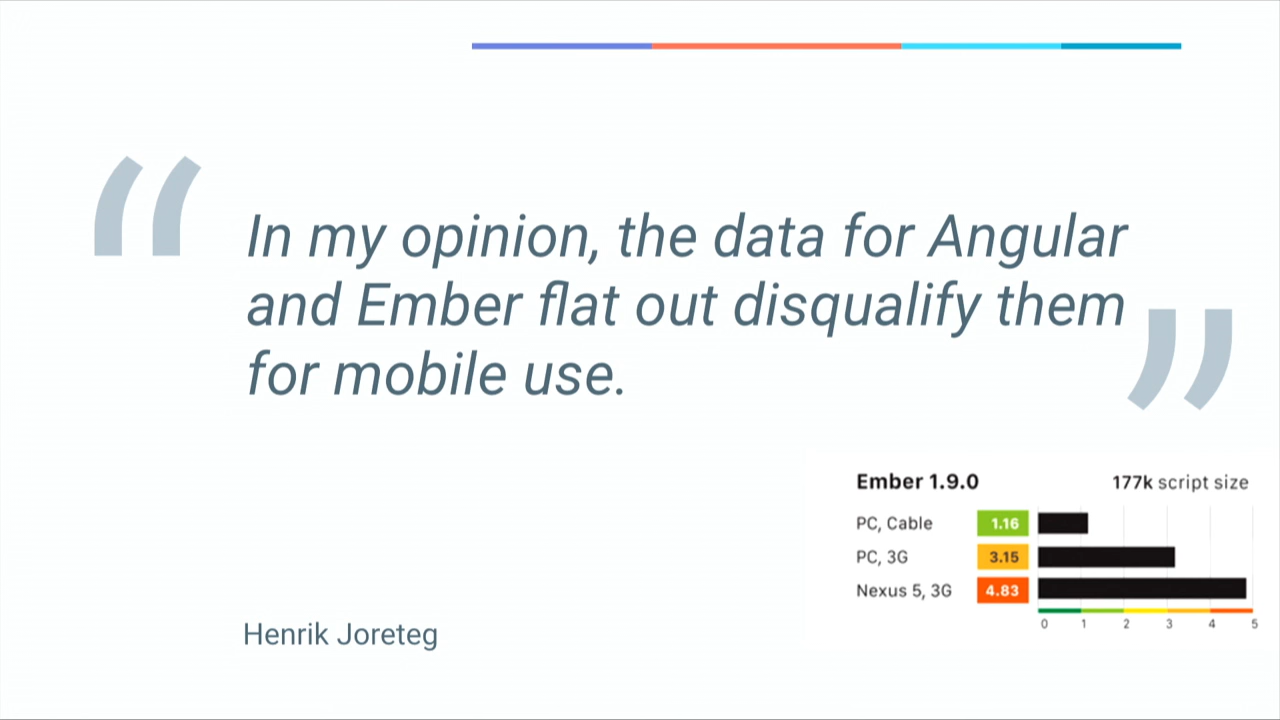 “
In my opinion, the data for Angular
and Ember flat out disqualify them
for mobile use.
”
Ember 1.9.0 177k script size
PC, Cable 1.16
PC, 3G 3.15
Nexus 5, 3G 4.83
0 1 2 3 4 5
Henrik Joreteg